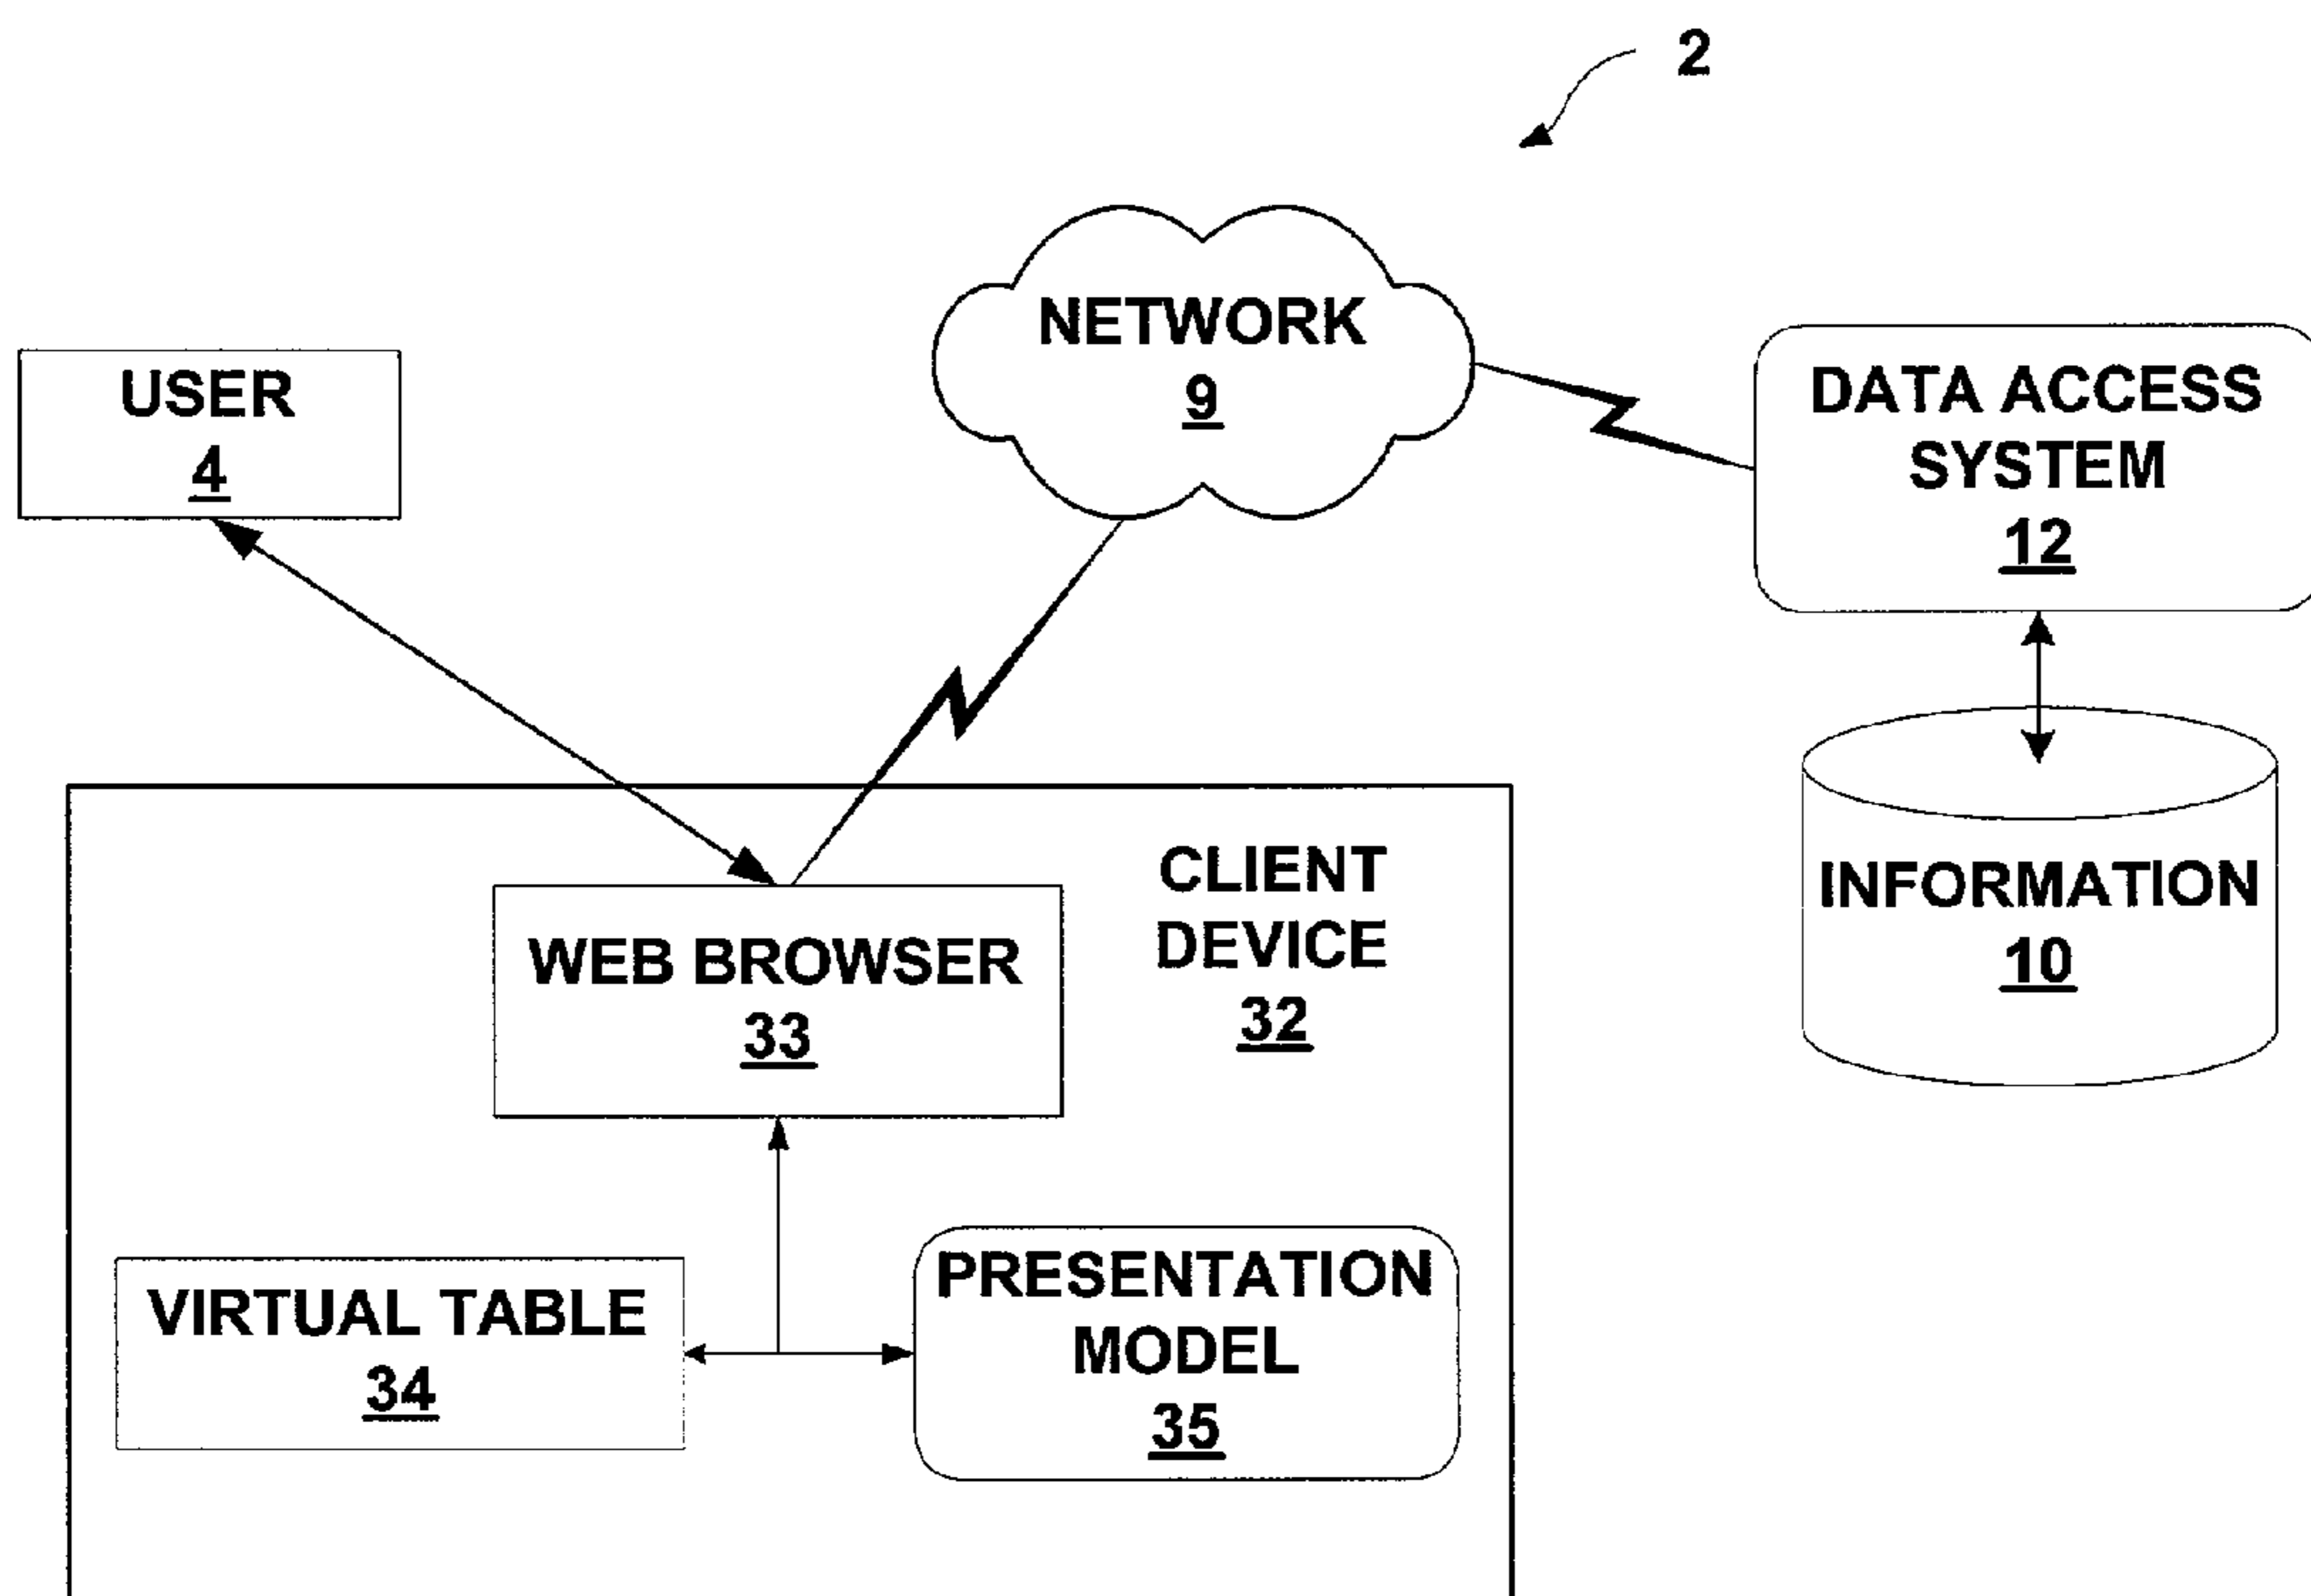 2
NETWORK
9
USER
4
DATA ACCESS
SYSTEM
12
INFORMATION
10
CLIENT
DEVICE
32
WEB BROWSER
33
VIRTUAL TABLE
34
PRESENTATION
MODEL
35